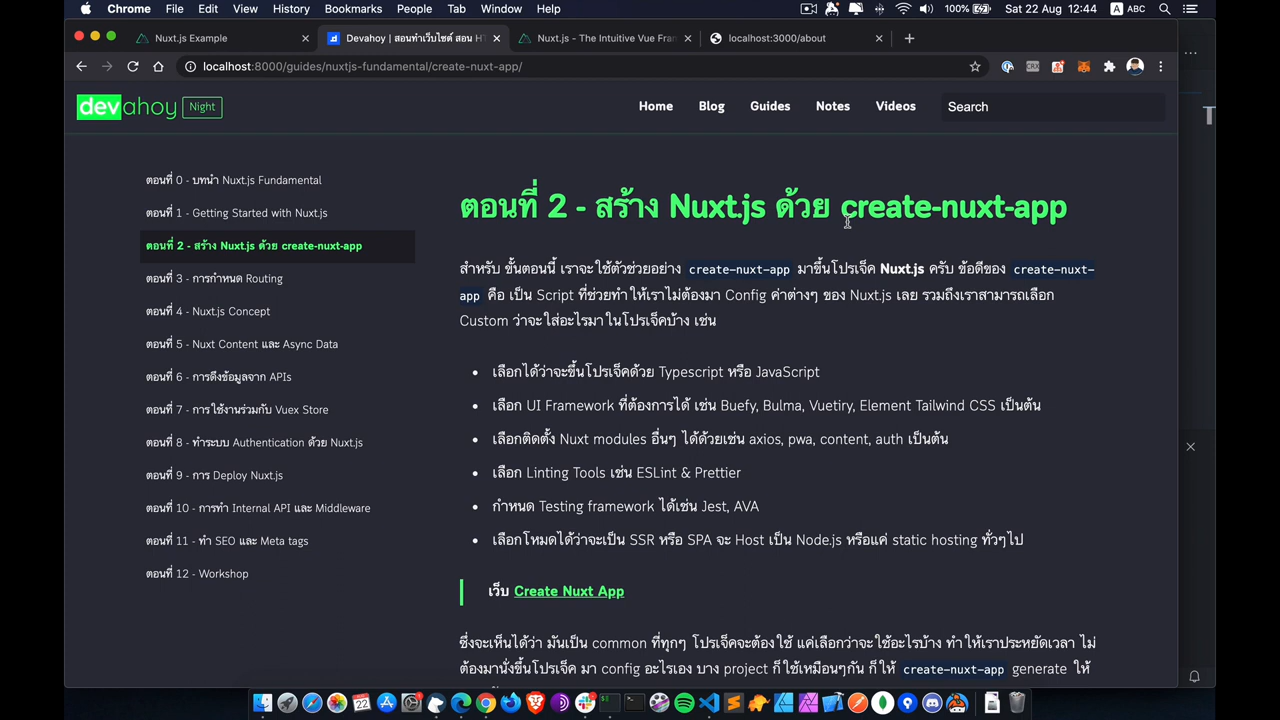 Chrome File Edit View History Bookmarks People Tab Window Help 100% Sat 22 Aug 12:44 A ABC
Nuxt.js Example Devahoy | สอนทำเว็บไซต์ สอน HT Nuxt.js - The Intuitive Vue Fram localhost:3000/about
localhost:8000/guides/nuxtjs-fundamental/create-nuxt-app/
devahoy Night Home Blog Guides Notes Videos Search
ตอนที่ 0 - บทนำ Nuxt.js Fundamental
ตอนที่ 1 - Getting Started with Nuxt.js
ตอนที่ 2 - สร้าง Nuxt.js ด้วย create-nuxt-app
ตอนที่ 3 - การกำหนด Routing
ตอนที่ 4 - Nuxt.js Concept
ตอนที่ 5 - Nuxt Content และ Async Data
ตอนที่ 6 - การดึงข้อมูลจาก APIs
ตอนที่ 7 - การใช้งานร่วมกับ Vuex Store
ตอนที่ 8 - ทำระบบ Authentication ด้วย Nuxt.js
ตอนที่ 9 - การ Deploy Nuxt.js
ตอนที่ 10 - การทำ Internal API และ Middleware
ตอนที่ 11 - ทำ SEO และ Meta tags
ตอนที่ 12 - Workshop
ตอนที่ 2 - สร้าง Nuxt.js ด้วย create-nuxt-app
สำหรับ ขั้นตอนนี้ เราจะใช้ตัวช่วยอย่าง create-nuxt-app มาขึ้นโปรเจ็ค Nuxt.js ครับ ข้อดีของ create-nuxt-
app คือ เป็น Script ที่ช่วยทำให้เราไม่ต้องมา Config ค่าต่างๆ ของ Nuxt.js เลย รวมถึงเราสามารถเลือก
Custom ว่าจะใส่อะไรมาในโปรเจ็คบ้าง เช่น
• เลือกได้ว่าจะขึ้นโปรเจ็คด้วย Typescript หรือ JavaScript
• เลือก UI Framework ที่ต้องการได้ เช่น Buefy, Bulma, Vuetiry, Element Tailwind CSS เป็นต้น
• เลือกติดตั้ง Nuxt modules อื่นๆ ได้ด้วยเช่น axios, pwa, content, auth เป็นต้น
• เลือก Linting Tools เช่น ESLint & Prettier
• กำหนด Testing framework ได้เช่น Jest, AVA
• เลือกโหมดได้ว่าจะเป็น SSR หรือ SPA จะ Host เป็น Node.js หรือแค่ static hosting ทั่วๆไป
เว็บ Create Nuxt App
ซึ่งจะเห็นได้ว่า มันเป็น common ที่ทุกๆ โปรเจ็คจะต้องใช้ แค่เลือกว่าจะใช้อะไรบ้าง ทำให้เราประหยัดเวลา ไม่
ต้องมานั่งขึ้นโปรเจ็ค มา config อะไรเอง บาง project ก็ใช้เหมือนๆกัน ก็ให้ create-nuxt-app generate ให้